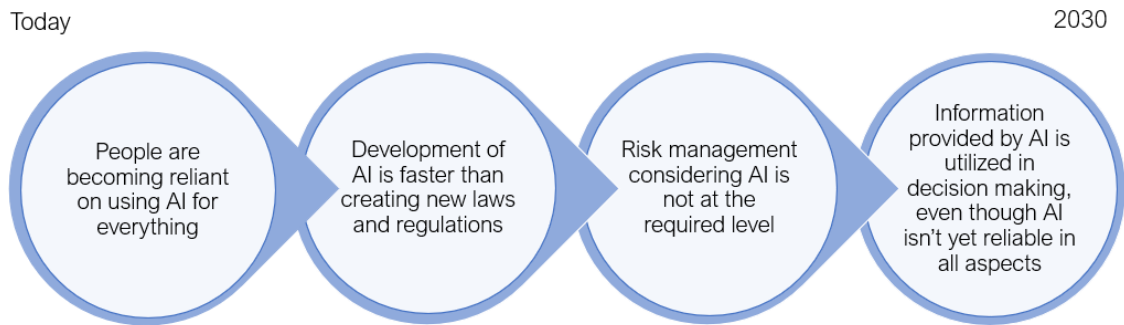 Today
2030
People are
becoming reliant
on using AI for
everything
Development of
AI is faster than
creating new laws
and regulations
Risk management
considering AI is
not at the
required level
Information
provided by AI is
utilized in
decision making,
even though AI
isn't yet reliable in
all aspects